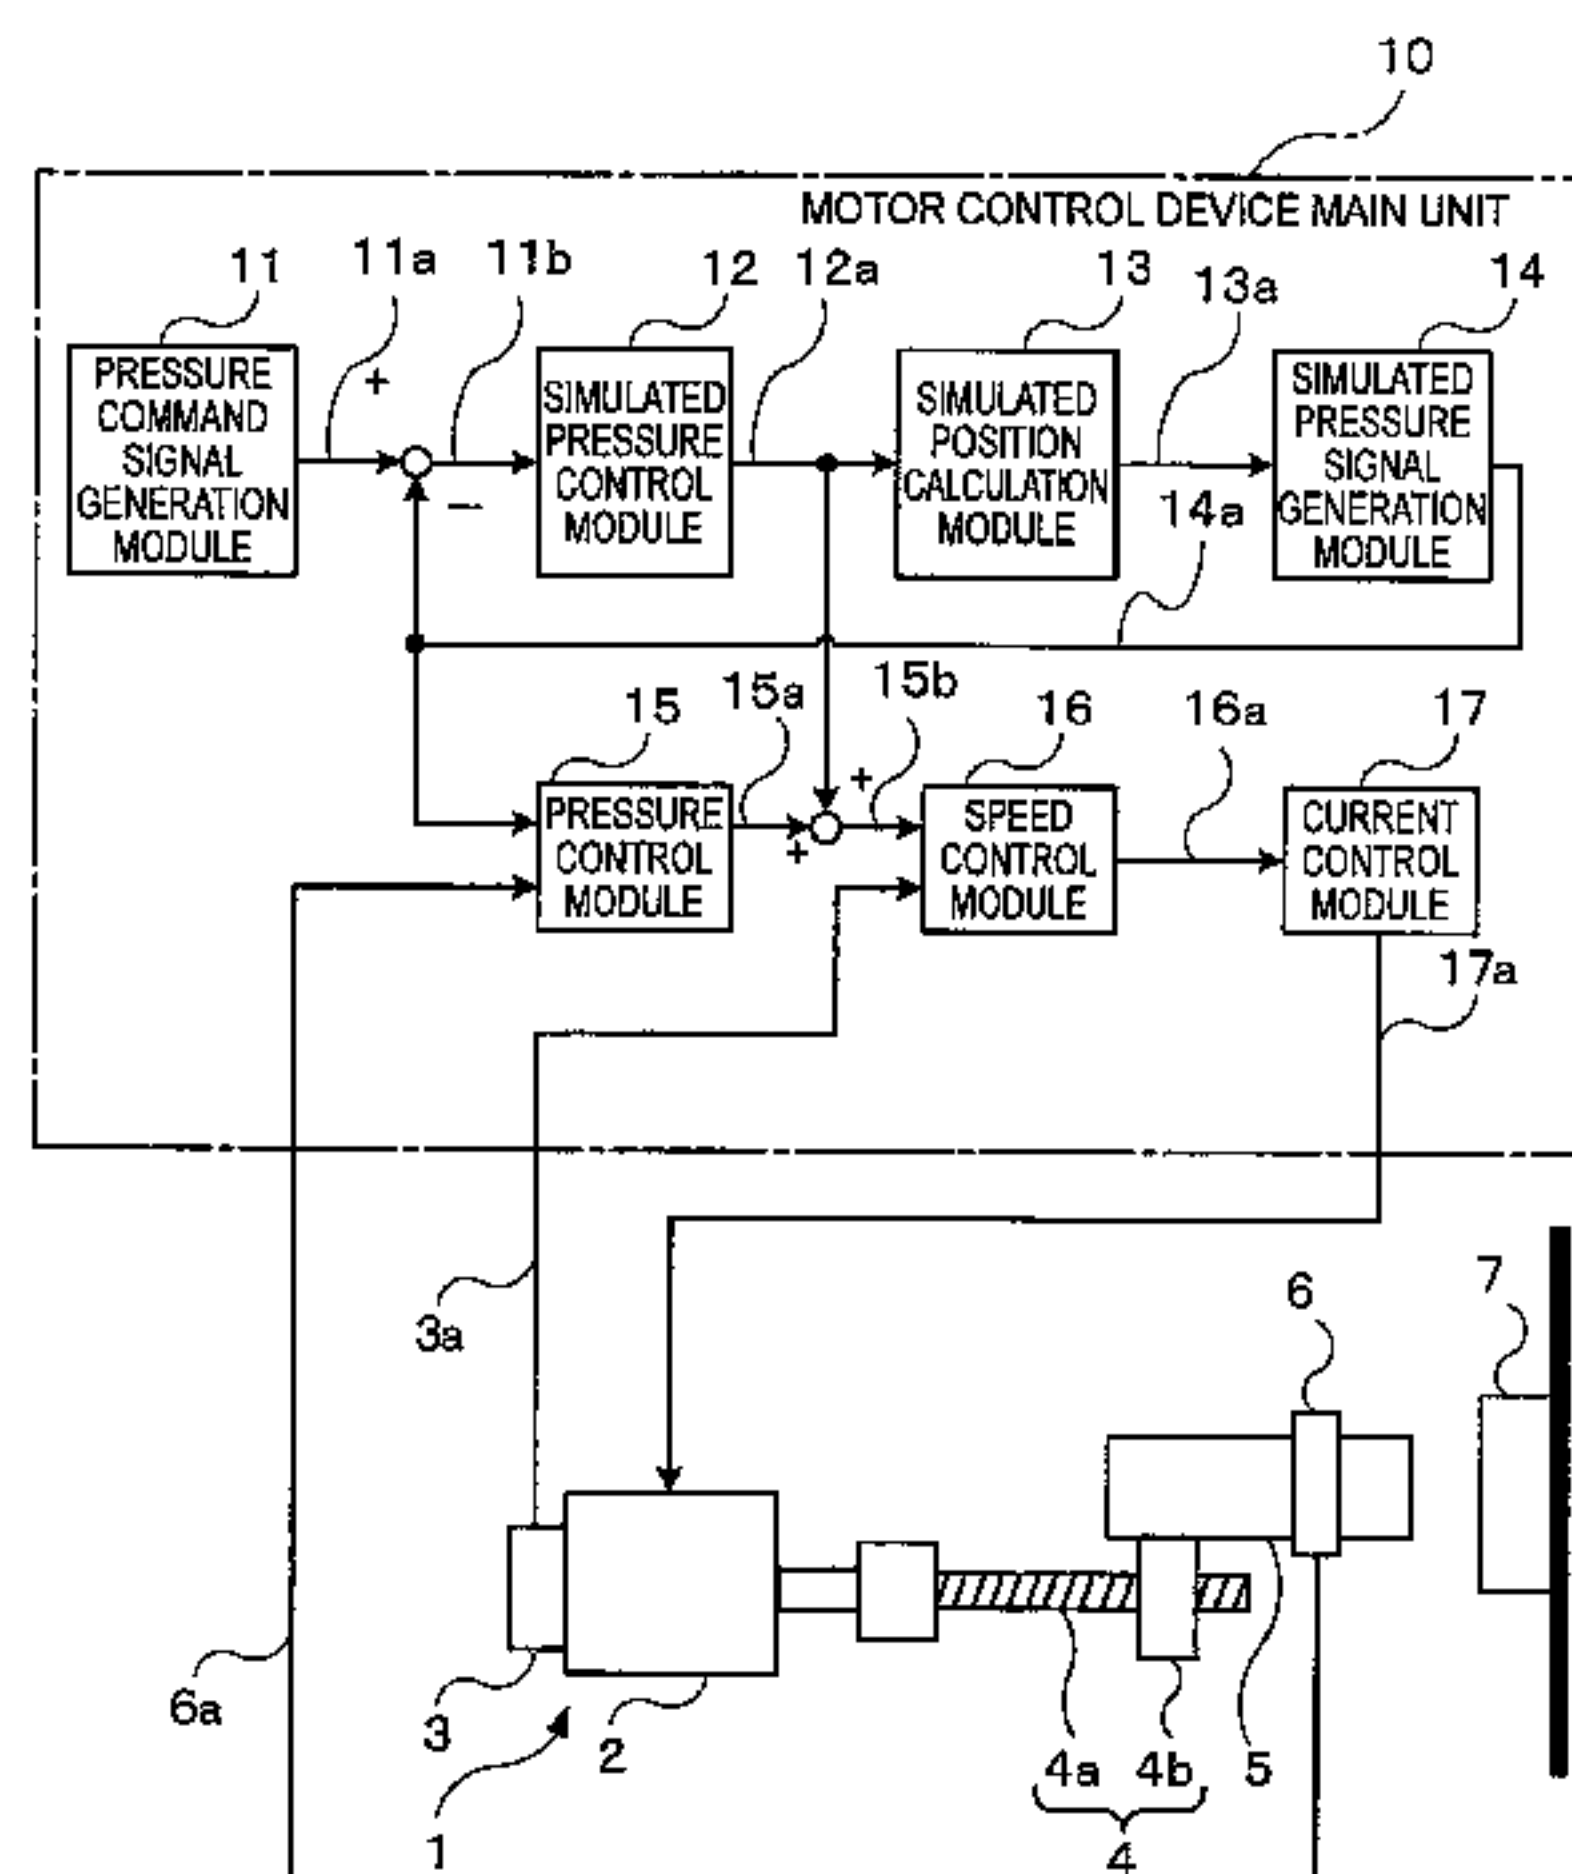 10
MOTOR CONTROL DEVICE MAIN UNIT
11
11a
11b
12
12a
13
13a
14
PRESSURE
COMMAND
SIGNAL
GENERATION
MODULE
+
−
SIMULATED
PRESSURE
CONTROL
MODULE
SIMULATED
POSITION
CALCULATION
MODULE
SIMULATED
PRESSURE
SIGNAL
GENERATION
MODULE
14a
15
15a
15b
16
16a
17
PRESSURE
CONTROL
MODULE
+
+
SPEED
CONTROL
MODULE
CURRENT
CONTROL
MODULE
17a
3a
6
7
6a
3
2
1
4a
4b
5
4